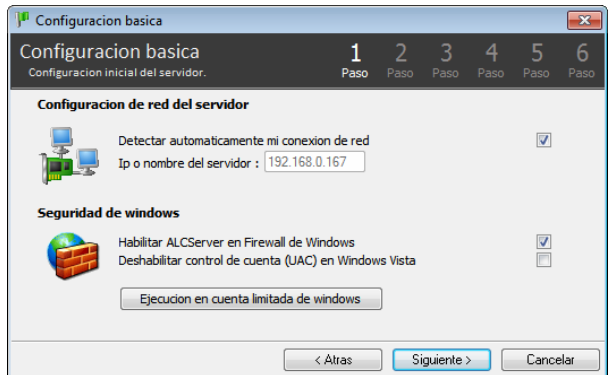 Configuracion basica
Configuracion basica
Configuracion inicial del servidor.
1 2 3 4 5 6
Paso Paso Paso Paso Paso Paso
Configuracion de red del servidor
Detectar automaticamente mi conexion de red
Ip o nombre del servidor : 192.168.0.167
Seguridad de windows
Habilitar ALCServer en Firewall de Windows
Deshabilitar control de cuenta (UAC) en Windows Vista
Ejecucion en cuenta limitada de windows
< Atras Siguiente > Cancelar